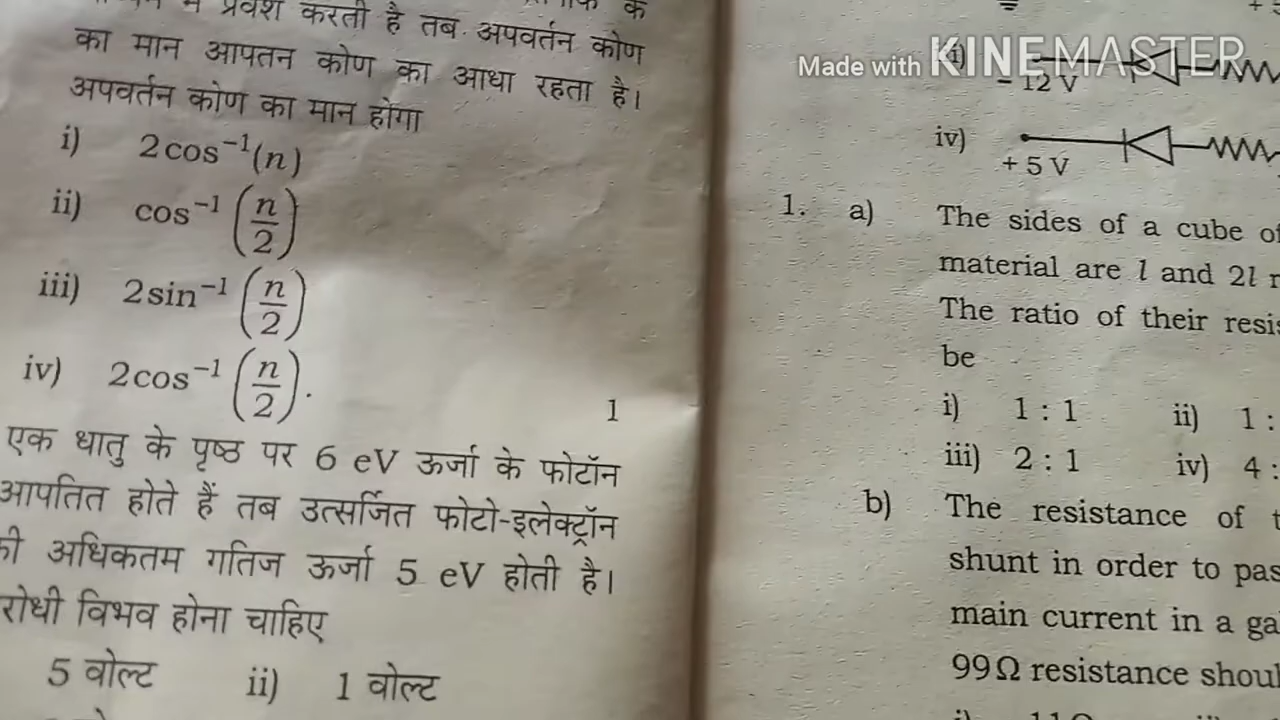 में प्रवेश करती है तब अपवर्तन कोण
का मान आपतन कोण का आधा रहता है।
अपवर्तन कोण का मान होगा
i) 2cos⁻¹(n)
ii) cos⁻¹(n/2)
iii) 2sin⁻¹(n/2)
iv) 2cos⁻¹(n/2).
1
एक धातु के पृष्ठ पर 6 eV ऊर्जा के फोटॉन
आपतित होते हैं तब उत्सर्जित फोटो-इलेक्ट्रॉन
की अधिकतम गतिज ऊर्जा 5 eV होती है।
रोधी विभव होना चाहिए
5 वोल्ट ii) 1 वोल्ट
Made with KINEMASTER
- 12 V
iv)
+ 5 V
1. a) The sides of a cube of
material are l and 2l
The ratio of their
be
i) 1 : 1 ii) 1 :
iii) 2 : 1 iv) 4 :
b) The resistance of
shunt in order to
main current in a
99Ω resistance